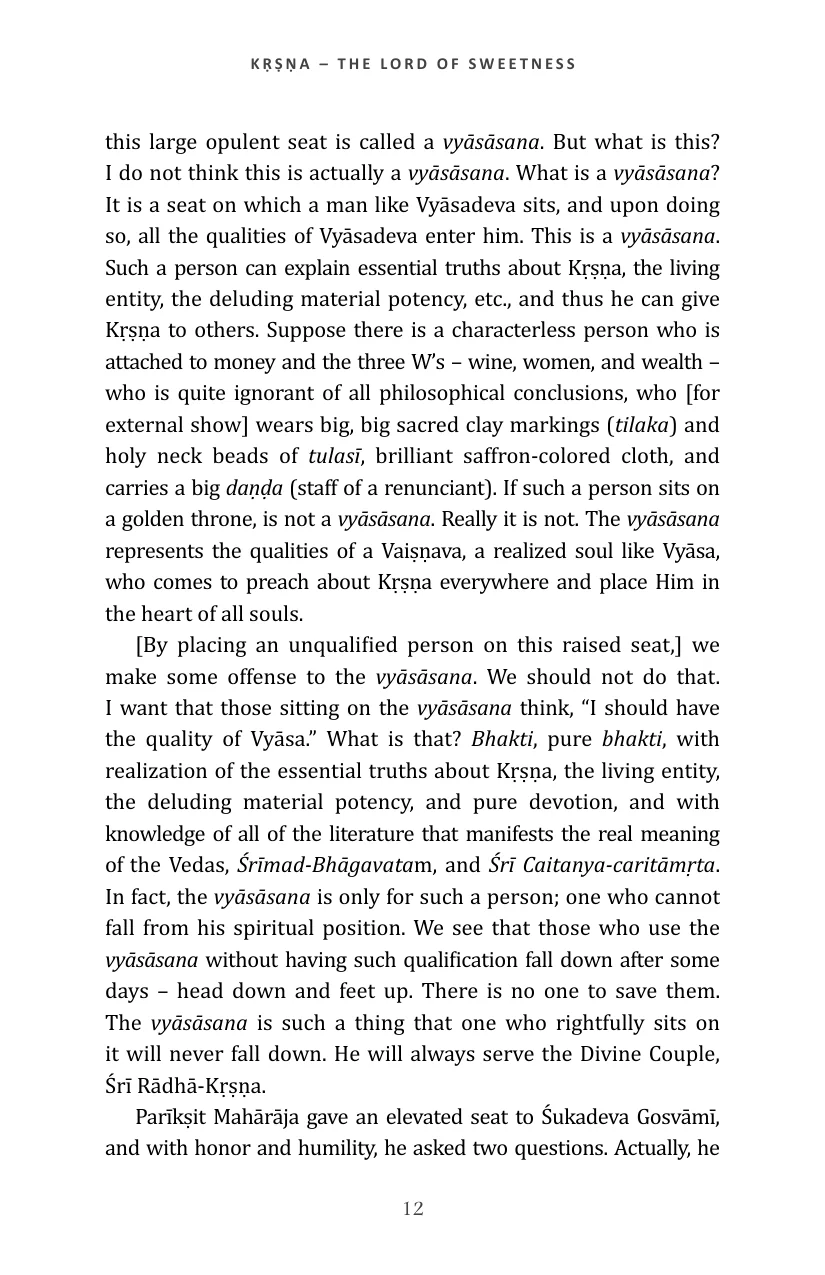 KṚṢṆA – THE LORD OF SWEETNESS
this large opulent seat is called a vyāsāsana. But what is this?
I do not think this is actually a vyāsāsana. What is a vyāsāsana?
It is a seat on which a man like Vyāsadeva sits, and upon doing
so, all the qualities of Vyāsadeva enter him. This is a vyāsāsana.
Such a person can explain essential truths about Kṛṣṇa, the living
entity, the deluding material potency, etc., and thus he can give
Kṛṣṇa to others. Suppose there is a characterless person who is
attached to money and the three W’s – wine, women, and wealth –
who is quite ignorant of all philosophical conclusions, who [for
external show] wears big, big sacred clay markings (tilaka) and
holy neck beads of tulasī, brilliant saffron-colored cloth, and
carries a big daṇḍa (staff of a renunciant). If such a person sits on
a golden throne, is not a vyāsāsana. Really it is not. The vyāsāsana
represents the qualities of a Vaiṣṇava, a realized soul like Vyāsa,
who comes to preach about Kṛṣṇa everywhere and place Him in
the heart of all souls.
[By placing an unqualified person on this raised seat,] we
make some offense to the vyāsāsana. We should not do that.
I want that those sitting on the vyāsāsana think, “I should have
the quality of Vyāsa.” What is that? Bhakti, pure bhakti, with
realization of the essential truths about Kṛṣṇa, the living entity,
the deluding material potency, and pure devotion, and with
knowledge of all of the literature that manifests the real meaning
of the Vedas, Śrīmad-Bhāgavatam, and Śrī Caitanya-caritāmṛta.
In fact, the vyāsāsana is only for such a person; one who cannot
fall from his spiritual position. We see that those who use the
vyāsāsana without having such qualification fall down after some
days – head down and feet up. There is no one to save them.
The vyāsāsana is such a thing that one who rightfully sits on
it will never fall down. He will always serve the Divine Couple,
Śrī Rādhā-Kṛṣṇa.
Parīkṣit Mahārāja gave an elevated seat to Śukadeva Gosvāmī,
and with honor and humility, he asked two questions. Actually, he
12